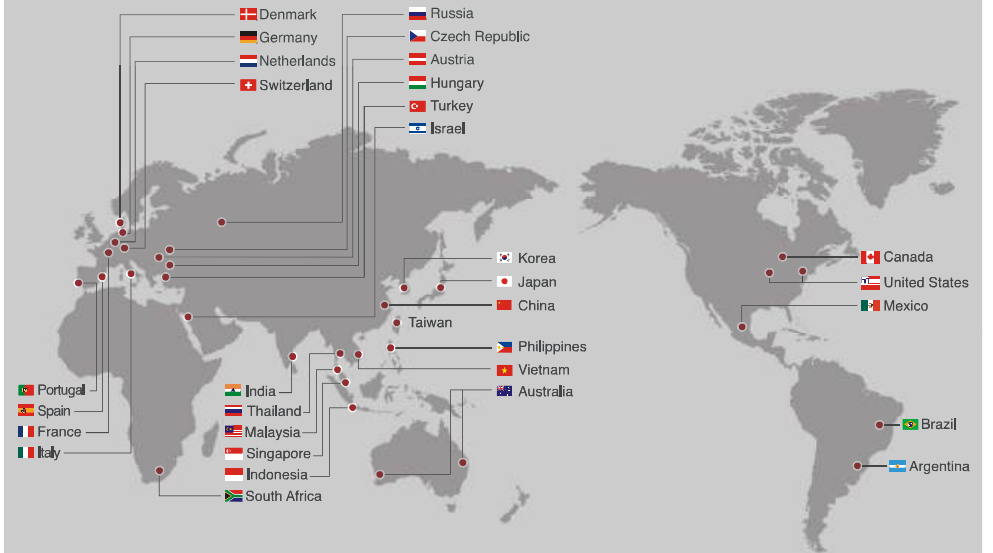 Denmark
Germany
Netherlands
Switzerland
Russia
Czech Republic
Austria
Hungary
Turkey
Israel
Korea
Japan
China
Taiwan
Philippines
Vietnam
Australia
Canada
United States
Mexico
Portugal
Spain
France
Italy
India
Thailand
Malaysia
Singapore
Indonesia
South Africa
Brazil
Argentina